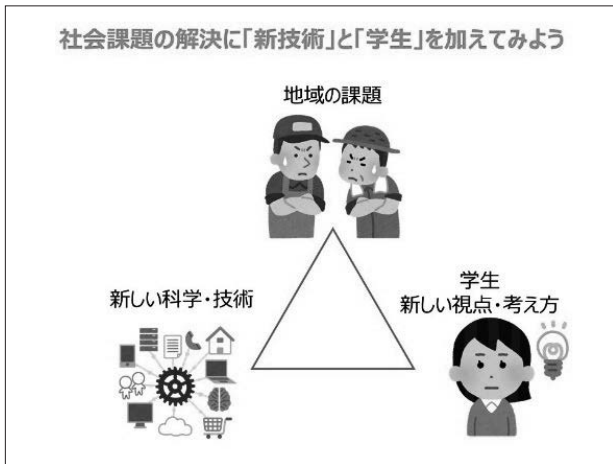 社会課題の解決に「新技術」と「学生」を加えてみよう
地域の課題
新しい科学・技術
学生
新しい視点・考え方